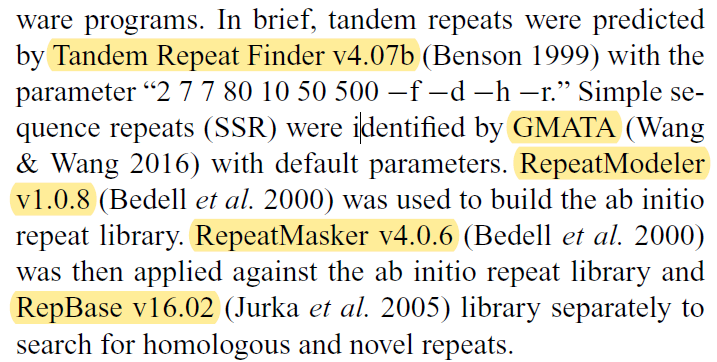 ware programs. In brief, tandem repeats were predicted
by Tandem Repeat Finder v4.07b (Benson 1999) with the
parameter “2 7 7 80 10 50 500 −f −d −h −r.” Simple se-
quence repeats (SSR) were identified by GMATA (Wang
& Wang 2016) with default parameters. RepeatModeler
v1.0.8 (Bedell et al. 2000) was used to build the ab initio
repeat library. RepeatMasker v4.0.6 (Bedell et al. 2000)
was then applied against the ab initio repeat library and
RepBase v16.02 (Jurka et al. 2005) library separately to
search for homologous and novel repeats.